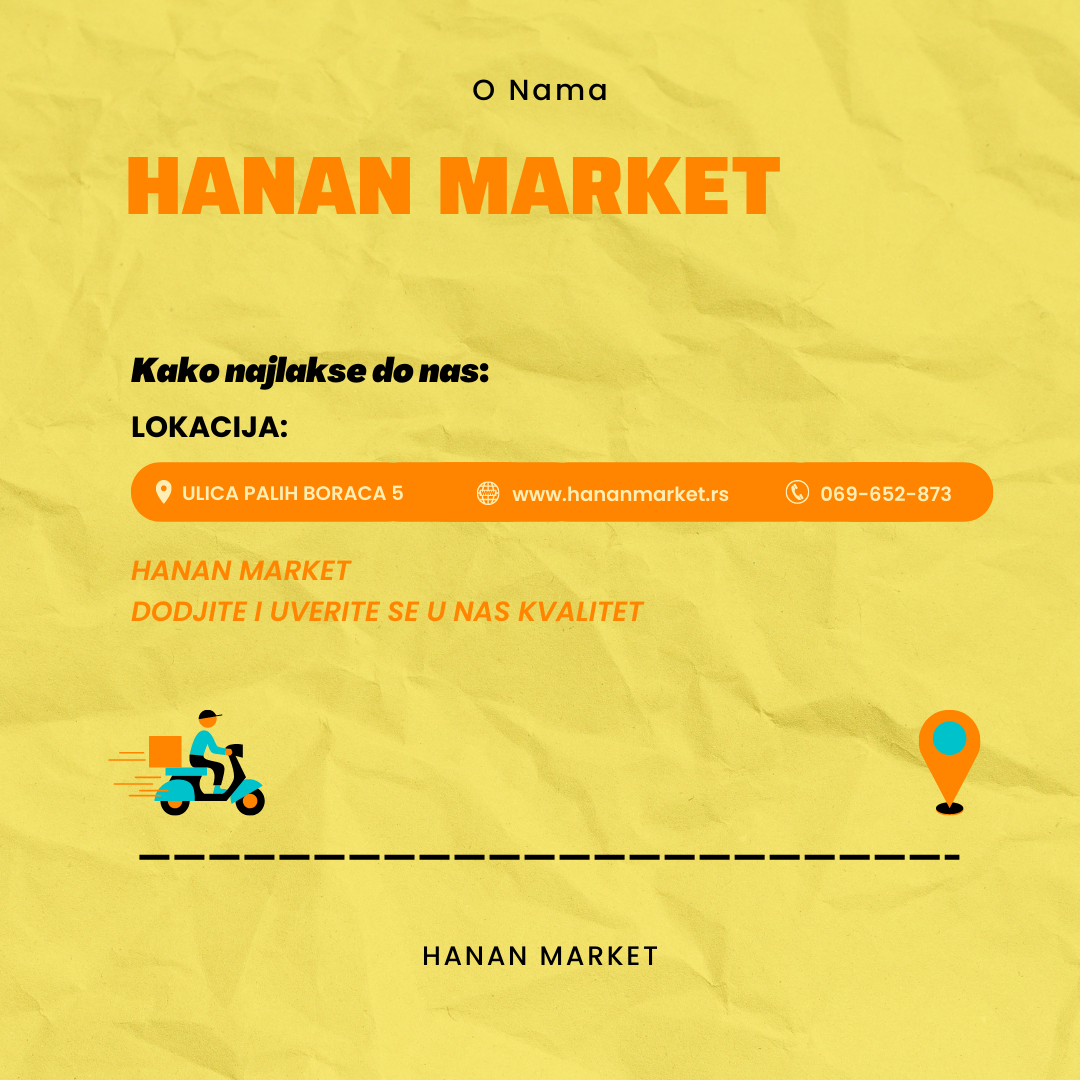 O Nama
HANAN MARKET
Kako najlakse do nas:
LOKACIJA:
ULICA PALIH BORACA 5 www.hananmarket.rs 069-652-873
HANAN MARKET
DODJITE I UVERITE SE U NAS KVALITET
HANAN MARKET